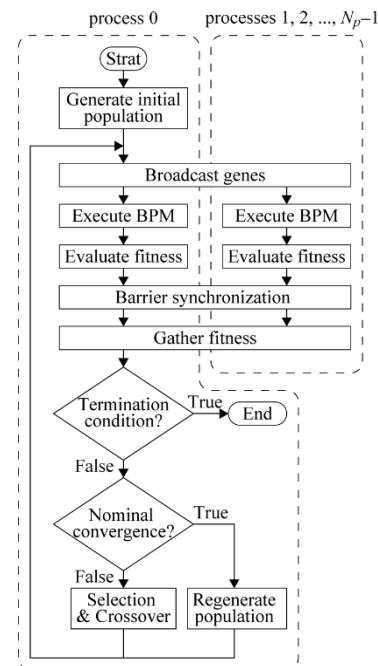 process 0
processes 1, 2, ..., Np–1
Strat
Generate initial
population
Broadcast genes
Execute BPM
Execute BPM
Evaluate fitness
Evaluate fitness
Barrier synchronization
Gather fitness
Termination
condition?
True
End
False
Nominal
convergence?
True
False
Selection
& Crossover
Regenerate
population